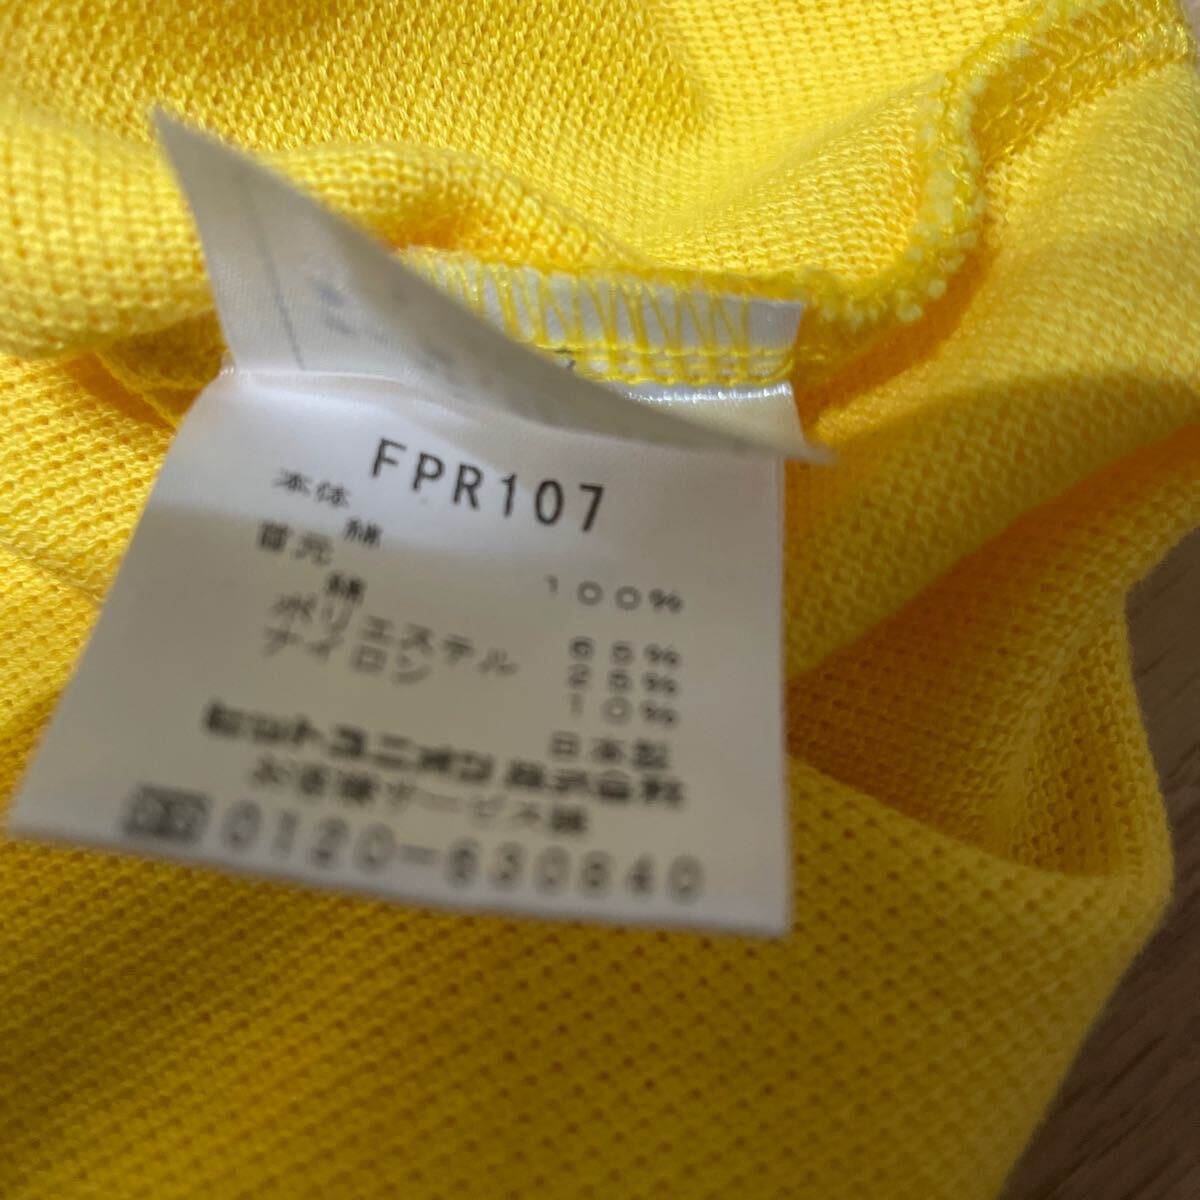 FPR107
本体
綿 100%
首元
綿 65%
ポリエステル 25%
ナイロン 10%
日本製
ヒットユニオン株式会社
お客様サービス係
0120-630840